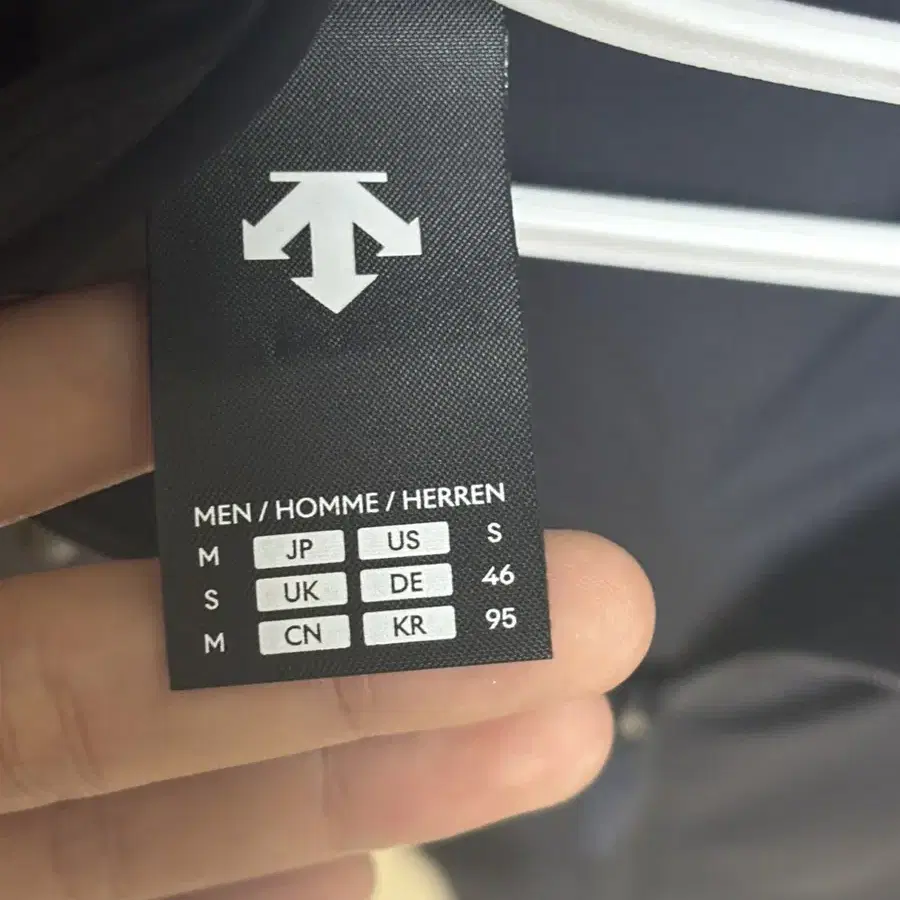 MEN / HOMME / HERREN
M JP US S
S UK DE 46
M CN KR 95